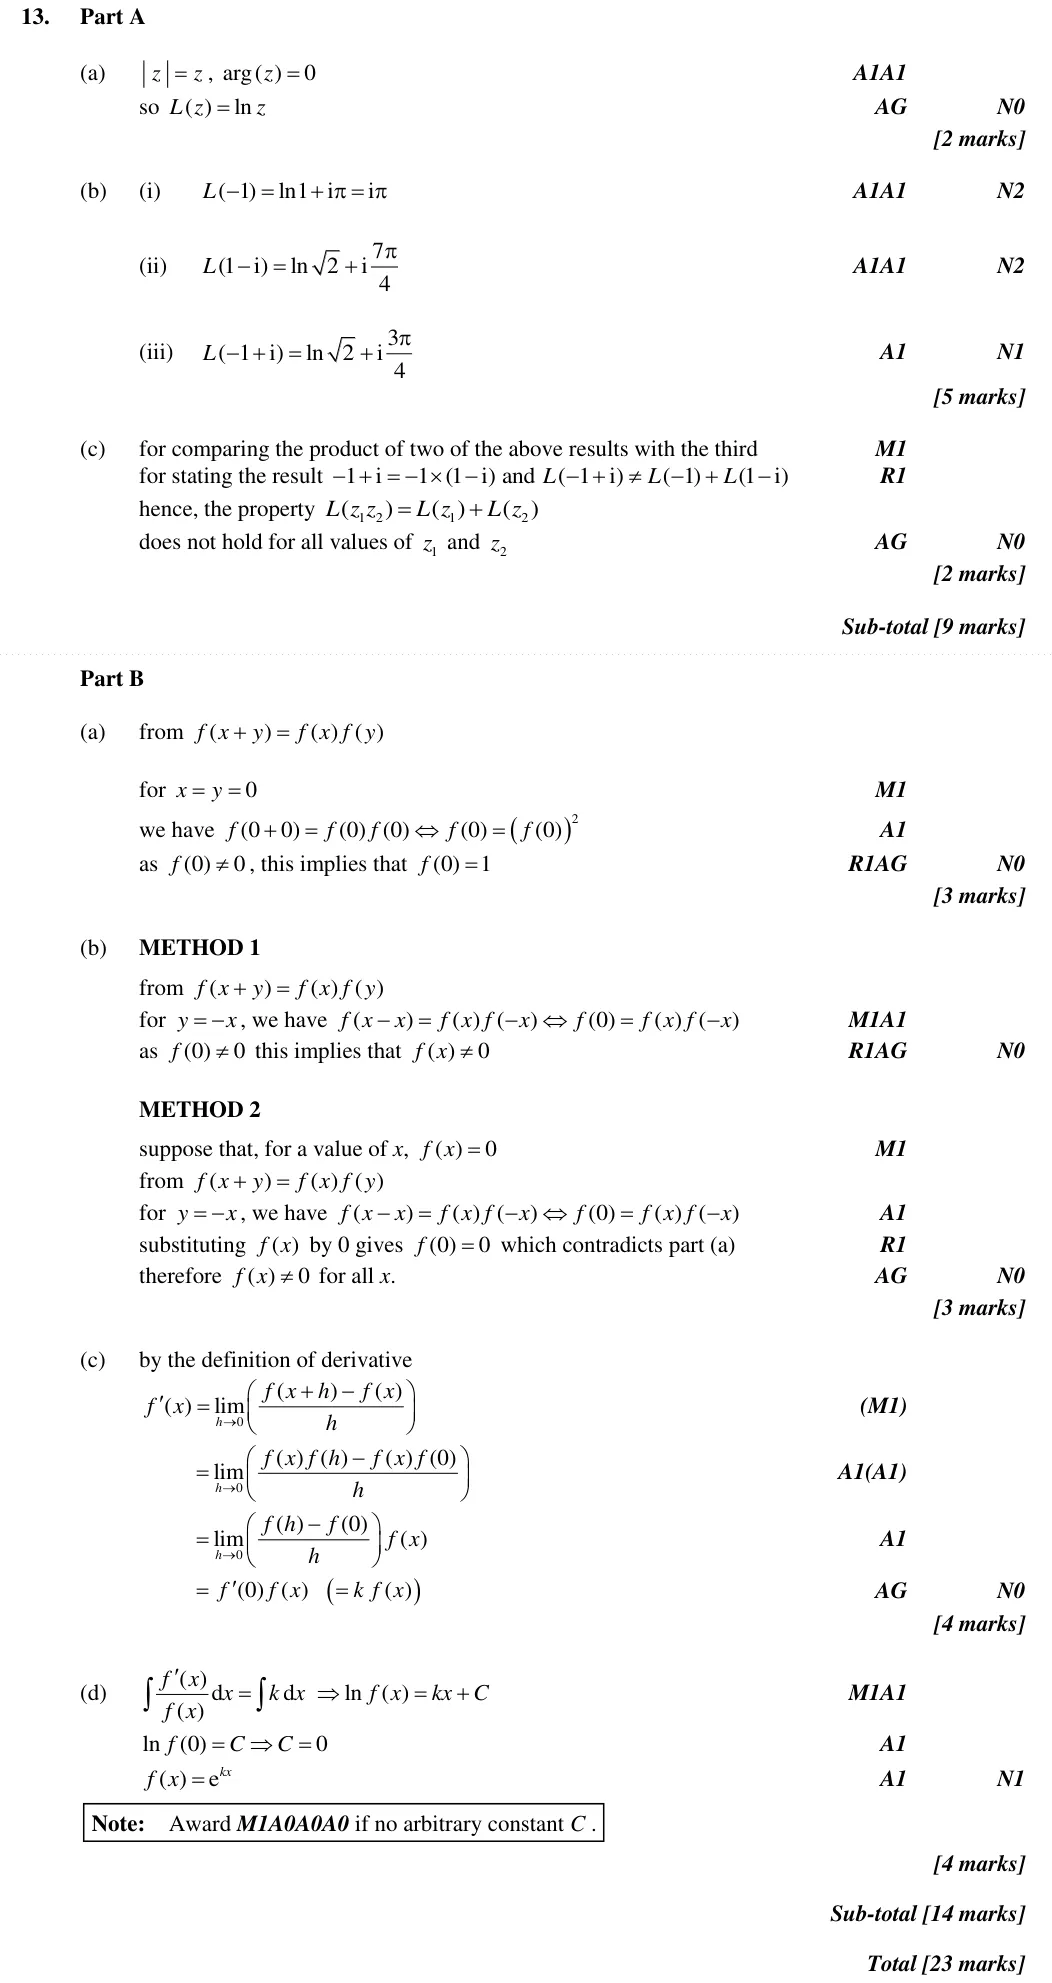 13. Part A
(a) |z| = z, arg(z) = 0 A1A1
so L(z) = ln z AG N0
[2 marks]
(b) (i) L(−1) = ln1 + iπ = iπ A1A1 N2
(ii) L(1 − i) = ln √2 + i 7π/4 A1A1 N2
(iii) L(−1 + i) = ln √2 + i 3π/4 A1 N1
[5 marks]
(c) for comparing the product of two of the above results with the third M1
for stating the result −1 + i = −1 × (1 − i) and L(−1 + i) ≠ L(−1) + L(1 − i) R1
hence, the property L(z₁z₂) = L(z₁) + L(z₂)
does not hold for all values of z₁ and z₂ AG N0
[2 marks]
Sub-total [9 marks]
Part B
(a) from f(x + y) = f(x)f(y)
for x = y = 0 M1
we have f(0 + 0) = f(0)f(0) ⇔ f(0) = (f(0))² A1
as f(0) ≠ 0, this implies that f(0) = 1 R1AG N0
[3 marks]
(b) METHOD 1
from f(x + y) = f(x)f(y)
for y = −x, we have f(x − x) = f(x)f(−x) ⇔ f(0) = f(x)f(−x) M1A1
as f(0) ≠ 0 this implies that f(x) ≠ 0 R1AG N0
METHOD 2
suppose that, for a value of x, f(x) = 0 M1
from f(x + y) = f(x)f(y)
for y = −x, we have f(x − x) = f(x)f(−x) ⇔ f(0) = f(x)f(−x) A1
substituting f(x) by 0 gives f(0) = 0 which contradicts part (a) R1
therefore f(x) ≠ 0 for all x. AG N0
[3 marks]
(c) by the definition of derivative
f′(x) = lim_{h→0} ((f(x + h) − f(x))/h) (M1)
= lim_{h→0} ((f(x)f(h) − f(x)f(0))/h) A1(A1)
= lim_{h→0} ((f(h) − f(0))/h) f(x) A1
= f′(0)f(x) (= k f(x)) AG N0
[4 marks]
(d) ∫ f′(x)/f(x) dx = ∫ k dx ⇒ ln f(x) = kx + C M1A1
ln f(0) = C ⇒ C = 0 A1
f(x) = e^{kx} A1 N1
Note: Award M1A0A0A0 if no arbitrary constant C .
[4 marks]
Sub-total [14 marks]
Total [23 marks]